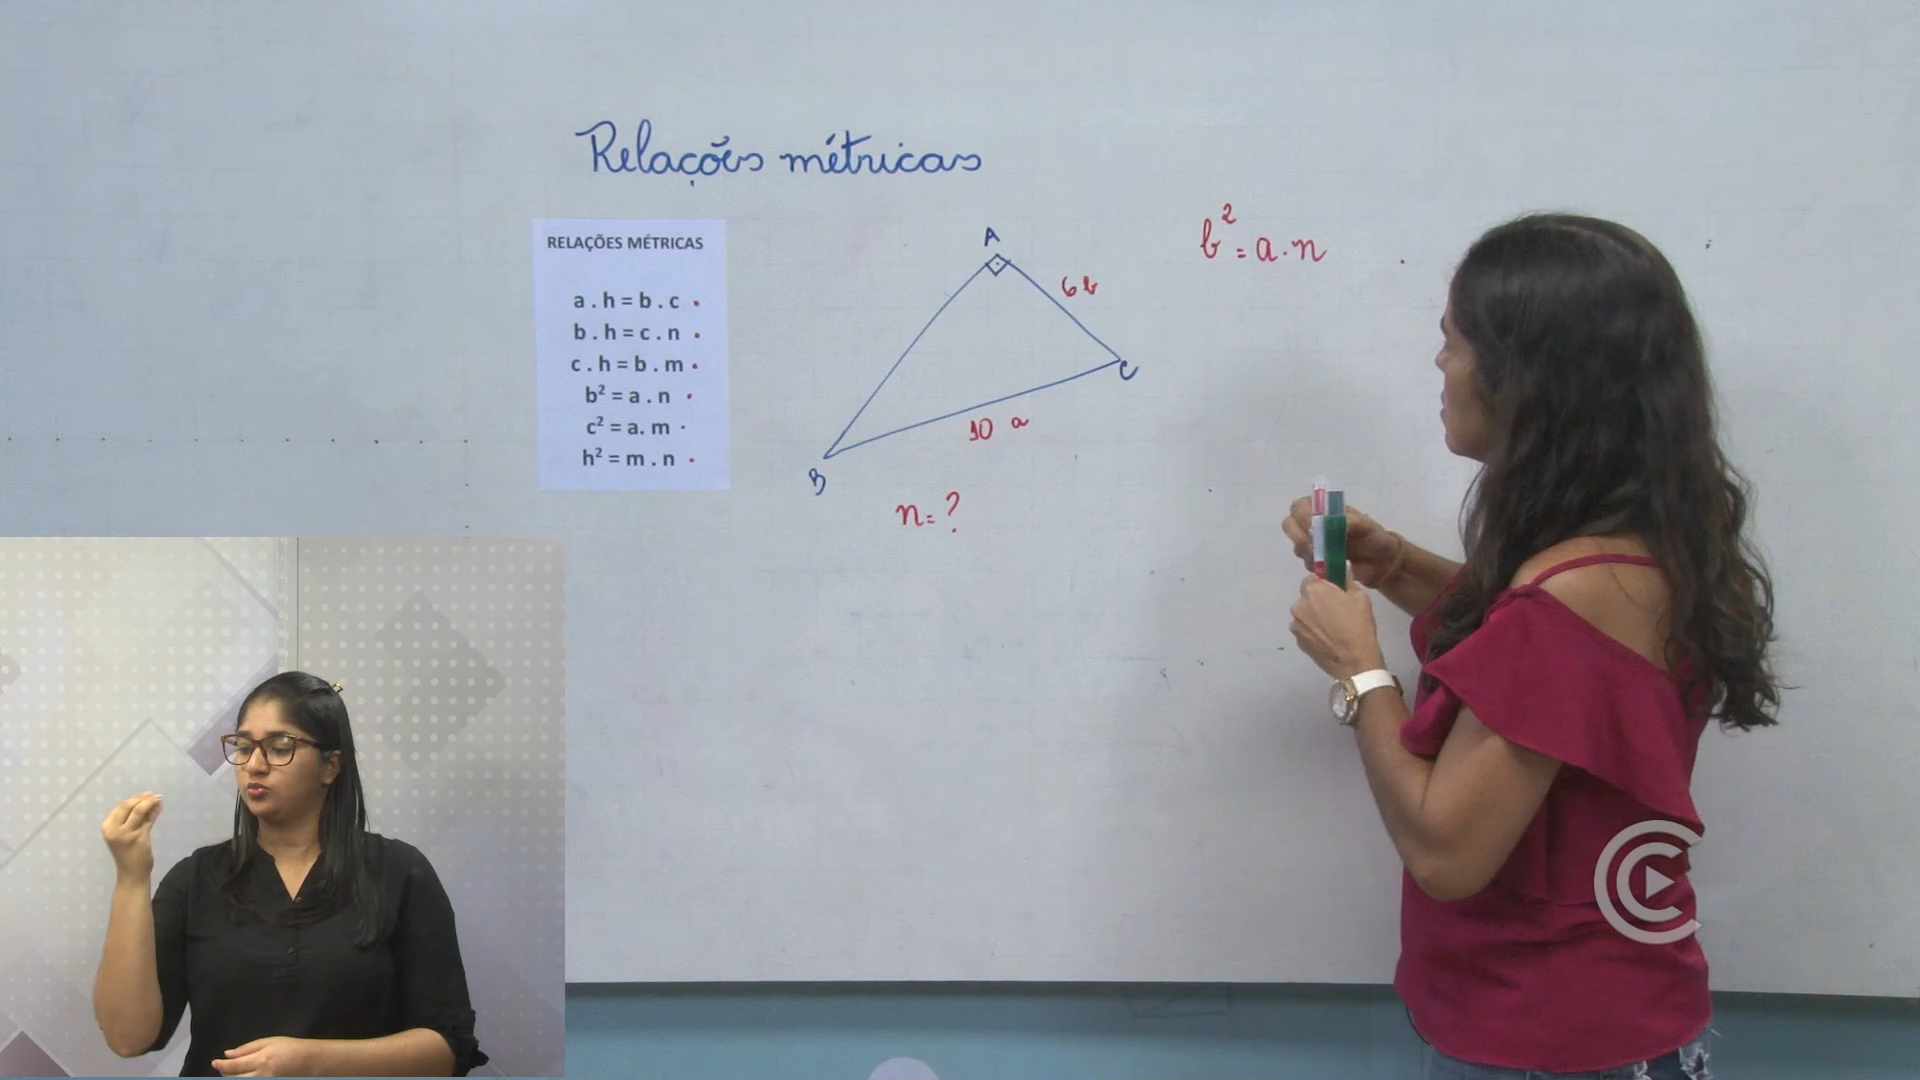 Relações métricas
RELAÇÕES MÉTRICAS
a . h = b . c
b . h = c . n
c . h = b . m
b² = a . n
c² = a. m
h² = m . n
A
6 b
C
10 a
B
n = ?
b² = a . n